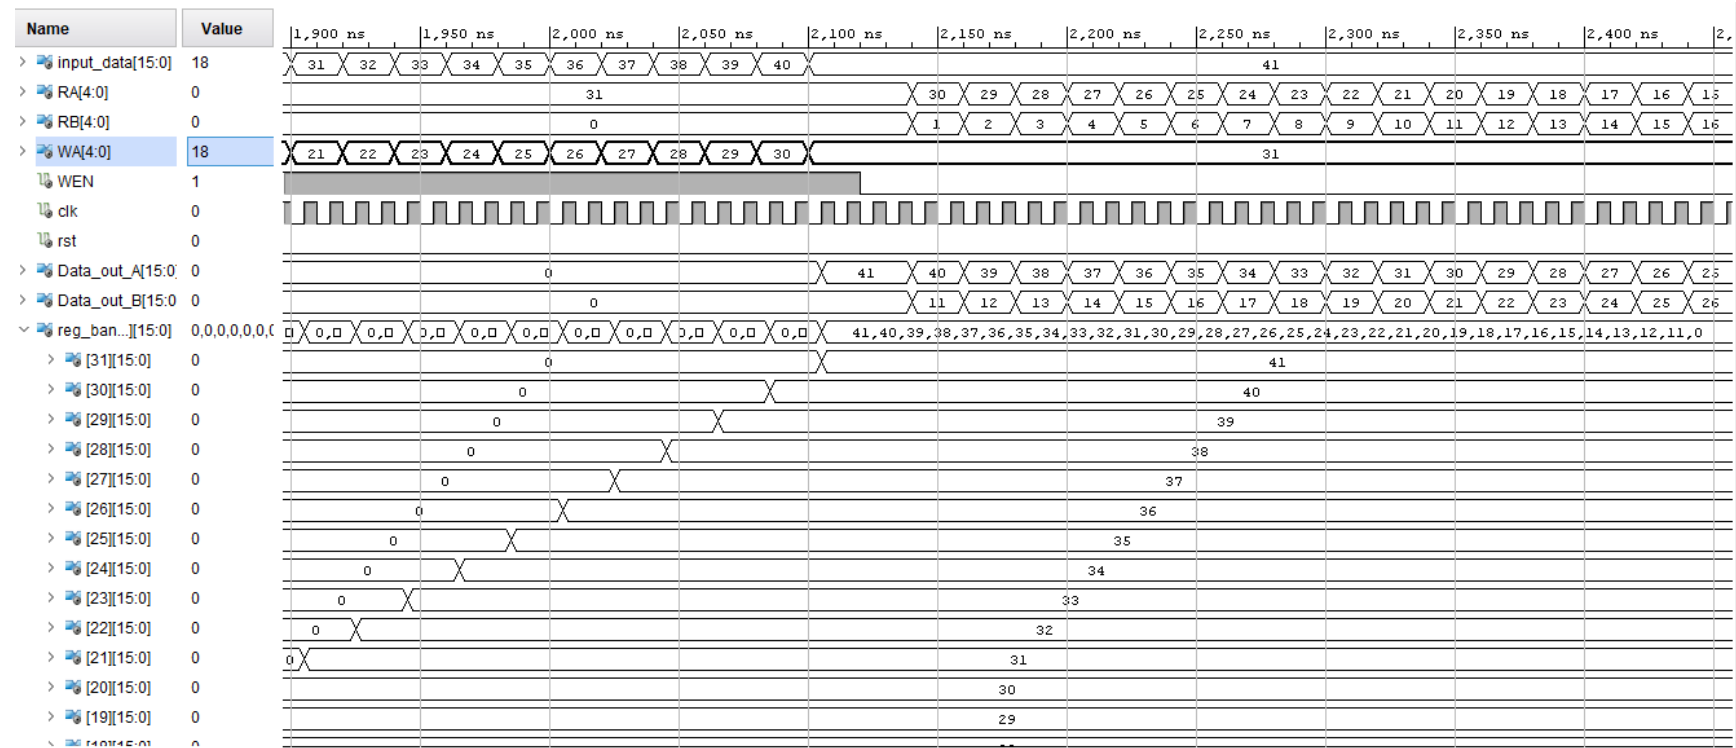 Name Value 1,900 ns 1,950 ns 2,000 ns 2,050 ns 2,100 ns 2,150 ns 2,200 ns 2,250 ns 2,300 ns 2,350 ns 2,400 ns 2,
input_data[15:0] 18 31 32 33 34 35 36 37 38 39 40 41
RA[4:0] 0 31 30 29 28 27 26 25 24 23 22 21 20 19 18 17 16 15
RB[4:0] 0 0 1 2 3 4 5 6 7 8 9 10 11 12 13 14 15 16
WA[4:0] 18 21 22 23 24 25 26 27 28 29 30 31
WEN 1
clk 0
rst 0
Data_out_A[15:0] 0 0 41 40 39 38 37 36 35 34 33 32 31 30 29 28 27 26 25
Data_out_B[15:0 0 0 11 12 13 14 15 16 17 18 19 20 21 22 23 24 25 26
reg_ban...][15:0] 0,0,0,0,0,0,( 0,□ 0,□ 0,□ 0,□ 0,□ 0,□ 0,□ 0,□ 0,□ 0,□ 41,40,39,38,37,36,35,34,33,32,31,30,29,28,27,26,25,24,23,22,21,20,19,18,17,16,15,14,13,12,11,0
[31][15:0] 0 0 41
[30][15:0] 0 0 40
[29][15:0] 0 0 39
[28][15:0] 0 0 38
[27][15:0] 0 0 37
[26][15:0] 0 0 36
[25][15:0] 0 0 35
[24][15:0] 0 0 34
[23][15:0] 0 0 33
[22][15:0] 0 0 32
[21][15:0] 0 0 31
[20][15:0] 0 30
[19][15:0] 0 29